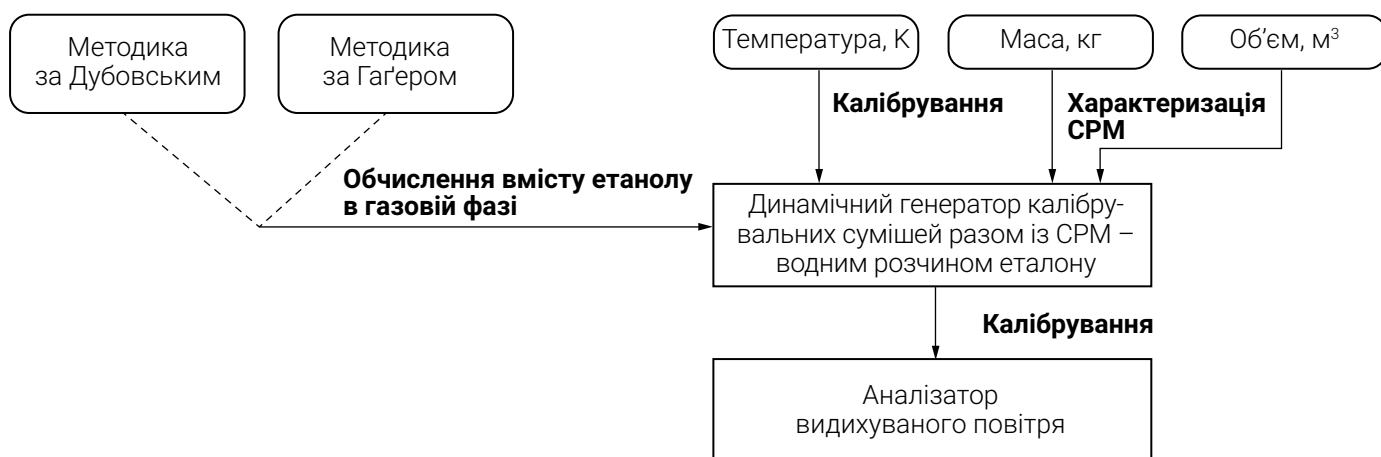 Методика
за Дубовським
Методика
за Гаґером
Температура, K
Маса, кг
Об’єм, м³
Калібрування
Характеризація
СРМ
Обчислення вмісту етанолу
в газовій фазі
Динамічний генератор калібру-
вальних сумішей разом із СРМ –
водним розчином еталону
Калібрування
Аналізатор
видихуваного повітря